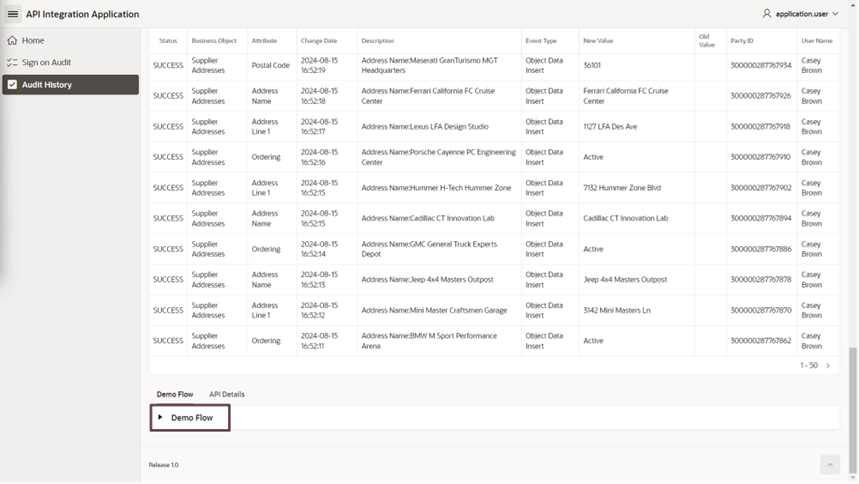 API Integration Application
application.user
Home
Sign on Audit
Audit History
Status Business Object Attribute Change Date Description Event Type New Value Old Value Party ID User Name
SUCCESS Supplier Addresses Postal Code 2024-08-15 16:52:19 Address Name:Maserati GranTurismo MGT Headquarters Object Data Insert 36101 300000287767934 Casey Brown
SUCCESS Supplier Addresses Address Name 2024-08-15 16:52:18 Address Name:Ferrari California FC Cruise Center Object Data Insert Ferrari California FC Cruise Center 300000287767926 Casey Brown
SUCCESS Supplier Addresses Address Line 1 2024-08-15 16:52:17 Address Name:Lexus LFA Design Studio Object Data Insert 1127 LFA Des Ave 300000287767918 Casey Brown
SUCCESS Supplier Addresses Ordering 2024-08-15 16:52:16 Address Name:Porsche Cayenne PC Engineering Center Object Data Insert Active 300000287767910 Casey Brown
SUCCESS Supplier Addresses Address Line 1 2024-08-15 16:52:15 Address Name:Hummer H-Tech Hummer Zone Object Data Insert 7132 Hummer Zone Blvd 300000287767902 Casey Brown
SUCCESS Supplier Addresses Address Name 2024-08-15 16:52:15 Address Name:Cadillac CT Innovation Lab Object Data Insert Cadillac CT Innovation Lab 300000287767894 Casey Brown
SUCCESS Supplier Addresses Ordering 2024-08-15 16:52:14 Address Name:GMC General Truck Experts Depot Object Data Insert Active 300000287767886 Casey Brown
SUCCESS Supplier Addresses Address Name 2024-08-15 16:52:13 Address Name:Jeep 4x4 Masters Outpost Object Data Insert Jeep 4x4 Masters Outpost 300000287767878 Casey Brown
SUCCESS Supplier Addresses Address Line 1 2024-08-15 16:52:12 Address Name:Mini Master Craftsmen Garage Object Data Insert 3142 Mini Masters Ln 300000287767870 Casey Brown
SUCCESS Supplier Addresses Ordering 2024-08-15 16:52:11 Address Name:BMW M Sport Performance Arena Object Data Insert Active 300000287767862 Casey Brown
1 - 50
Demo Flow API Details
Demo Flow
Release 1.0